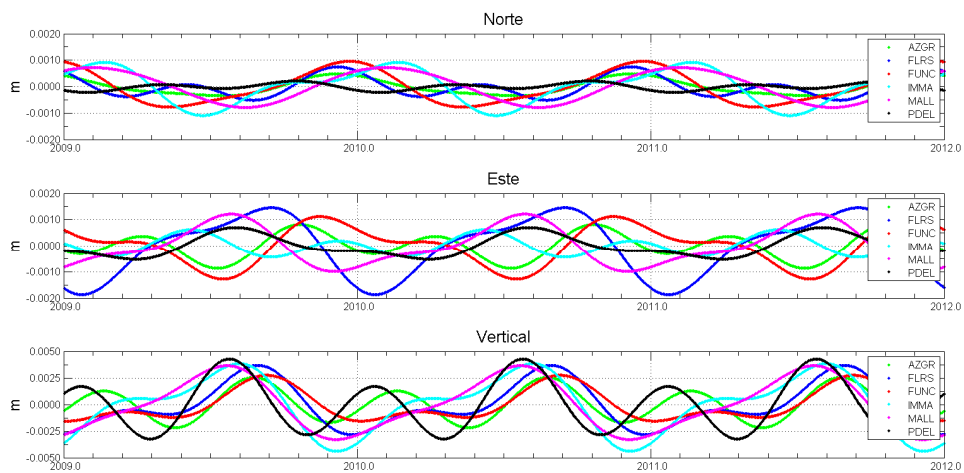 Norte
0.0020
0.0010
0.0000
-0.0010
-0.0020
m
2009.0 2010.0 2011.0 2012.0
AZGR
FLRS
FUNC
IMMA
MALL
PDEL
Este
0.0020
0.0010
0.0000
-0.0010
-0.0020
m
2009.0 2010.0 2011.0 2012.0
AZGR
FLRS
FUNC
IMMA
MALL
PDEL
Vertical
0.0050
0.0025
0.0000
-0.0025
-0.0050
m
2009.0 2010.0 2011.0 2012.0
AZGR
FLRS
FUNC
IMMA
MALL
PDEL